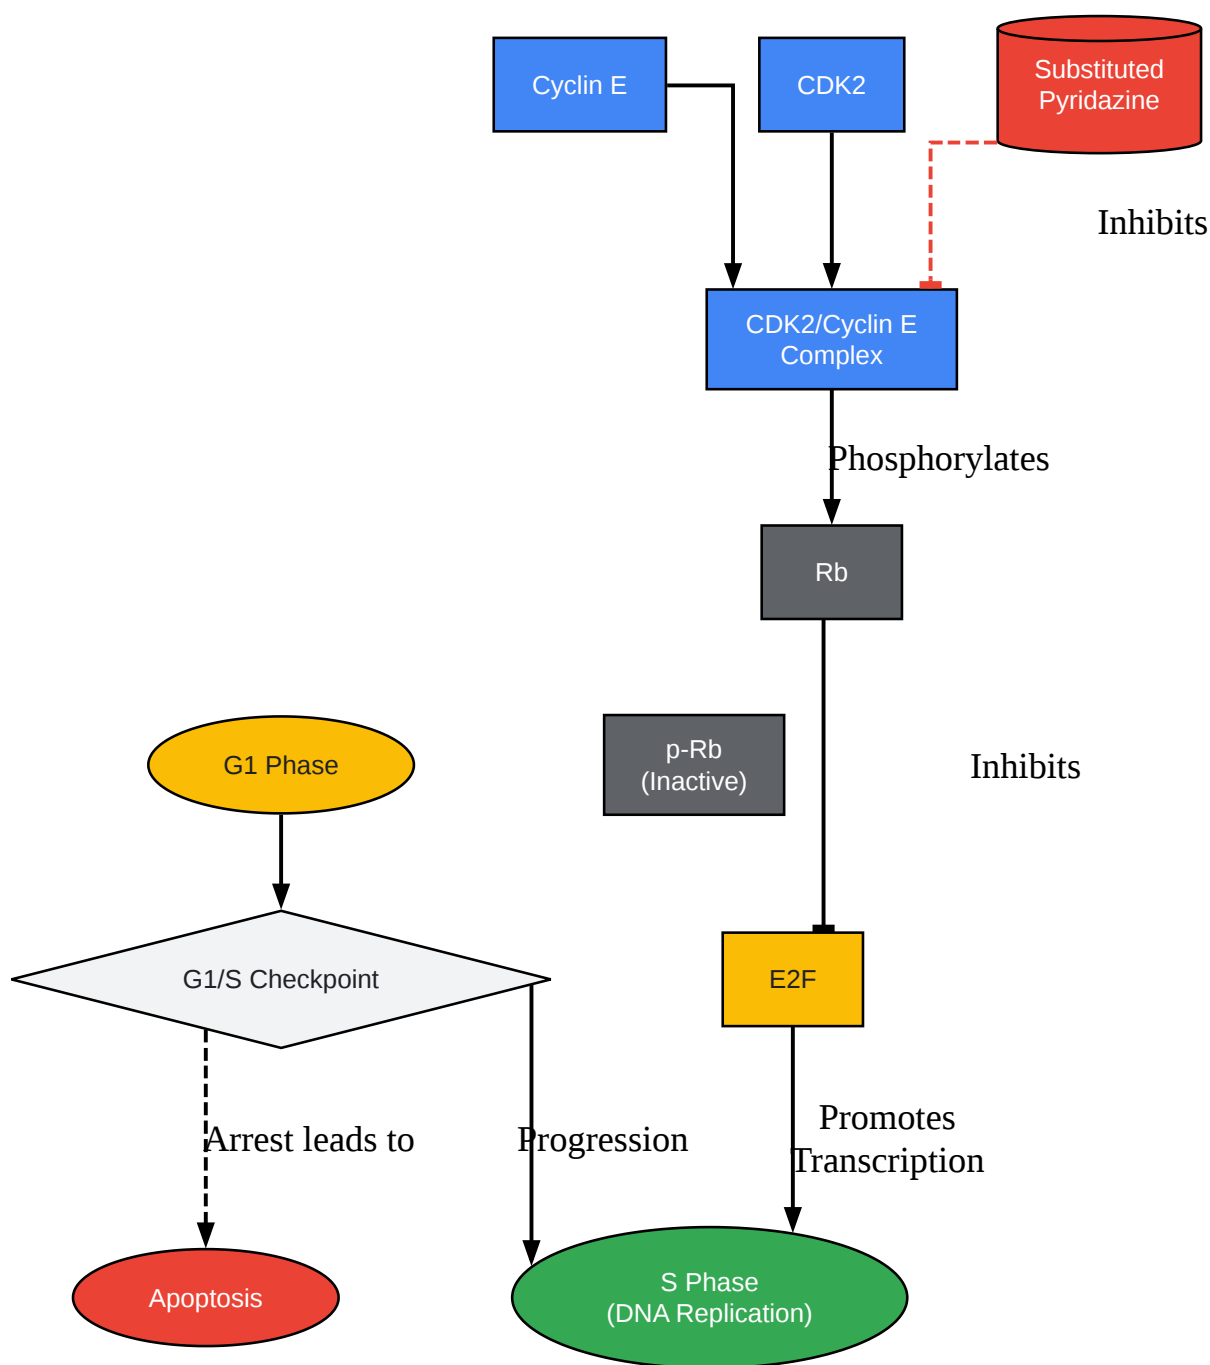 Cyclin E
CDK2
Substituted
Pyridazine
Inhibits
CDK2/Cyclin E
Complex
Phosphorylates
Rb
p-Rb
(Inactive)
G1 Phase
Inhibits
G1/S Checkpoint
E2F
Arrest leads to
Progression
Promotes
Transcription
Apoptosis
S Phase
(DNA Replication)